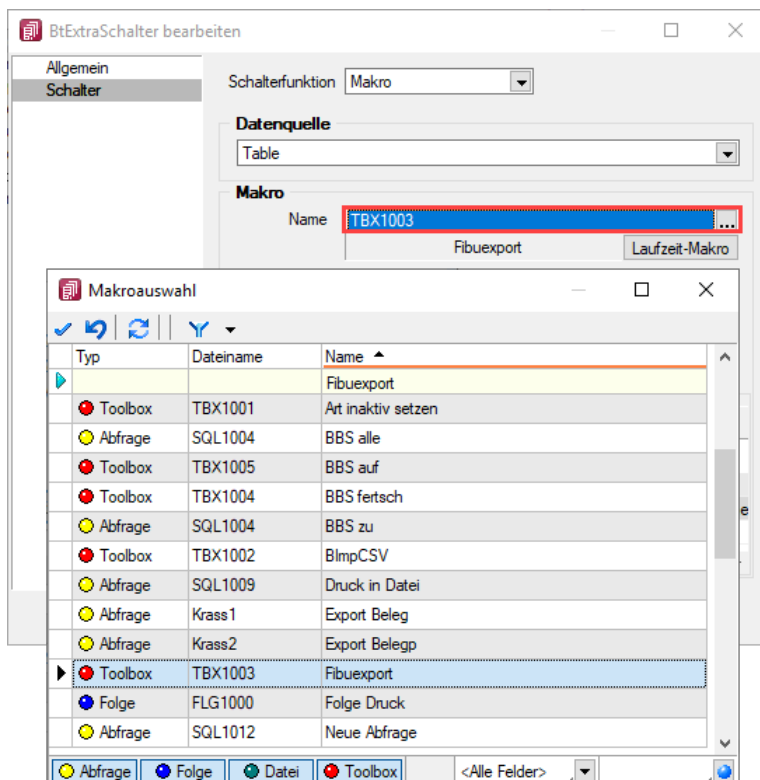 BtExtraSchalter bearbeiten
Allgemein
Schalter
Schalterfunktion Makro
Datenquelle
Table
Makro
Name TBX1003 ...
Fibuexport Laufzeit-Makro
Makroauswahl
Typ Dateiname Name
Fibuexport
Toolbox TBX1001 Art inaktiv setzen
Abfrage SQL1004 BBS alle
Toolbox TBX1005 BBS auf
Toolbox TBX1004 BBS fertsch
Abfrage SQL1004 BBS zu
Toolbox TBX1002 BImpCSV
Abfrage SQL1009 Druck in Datei
Abfrage Krass1 Export Beleg
Abfrage Krass2 Export Belegp
Toolbox TBX1003 Fibuexport
Folge FLG1000 Folge Druck
Abfrage SQL1012 Neue Abfrage
Abfrage Folge Datei Toolbox <Alle Felder>